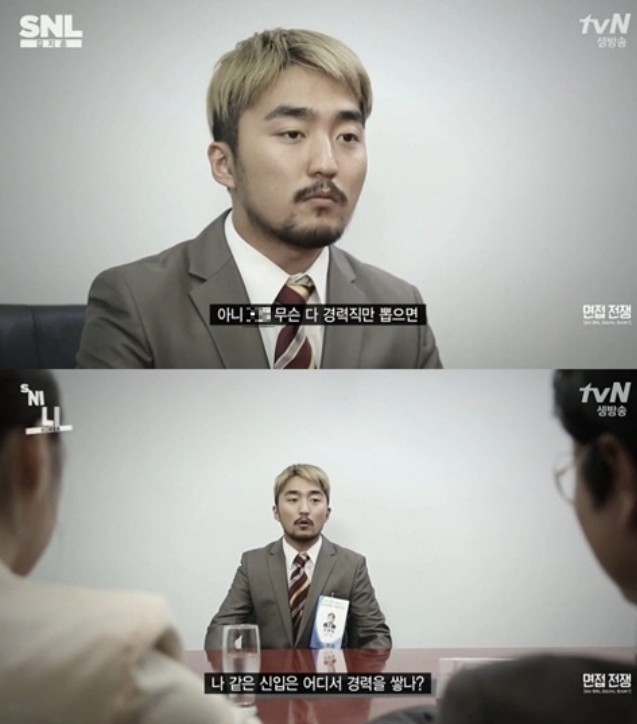 SNL
tvN
생방송
아니 무슨 다 경력직만 뽑으면
면접 전쟁
SNL
tvN
생방송
나 같은 신입은 어디서 경력을 쌓나?
면접 전쟁